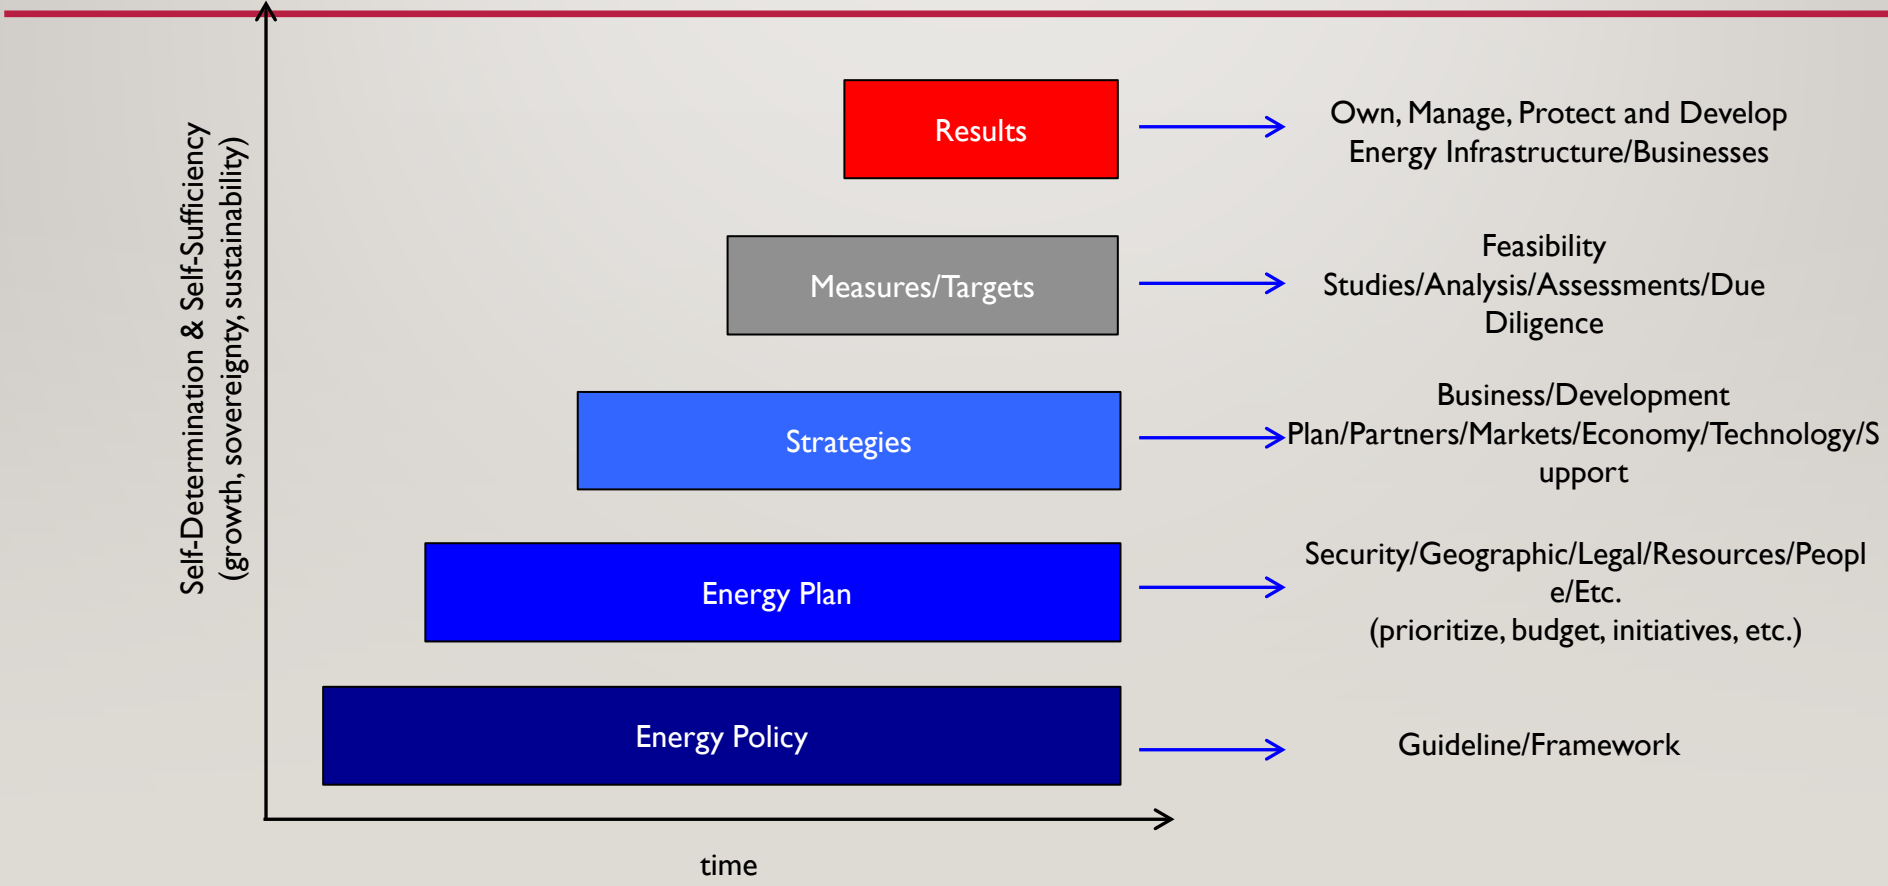 Self-Determination & Self-Sufficiency
(growth, sovereignty, sustainability)
Results
Own, Manage, Protect and Develop
Energy Infrastructure/Businesses
Measures/Targets
Feasibility
Studies/Analysis/Assessments/Due
Diligence
Strategies
Business/Development
Plan/Partners/Markets/Economy/Technology/S
upport
Energy Plan
Security/Geographic/Legal/Resources/Peopl
e/Etc.
(prioritize, budget, initiatives, etc.)
Energy Policy
Guideline/Framework
time